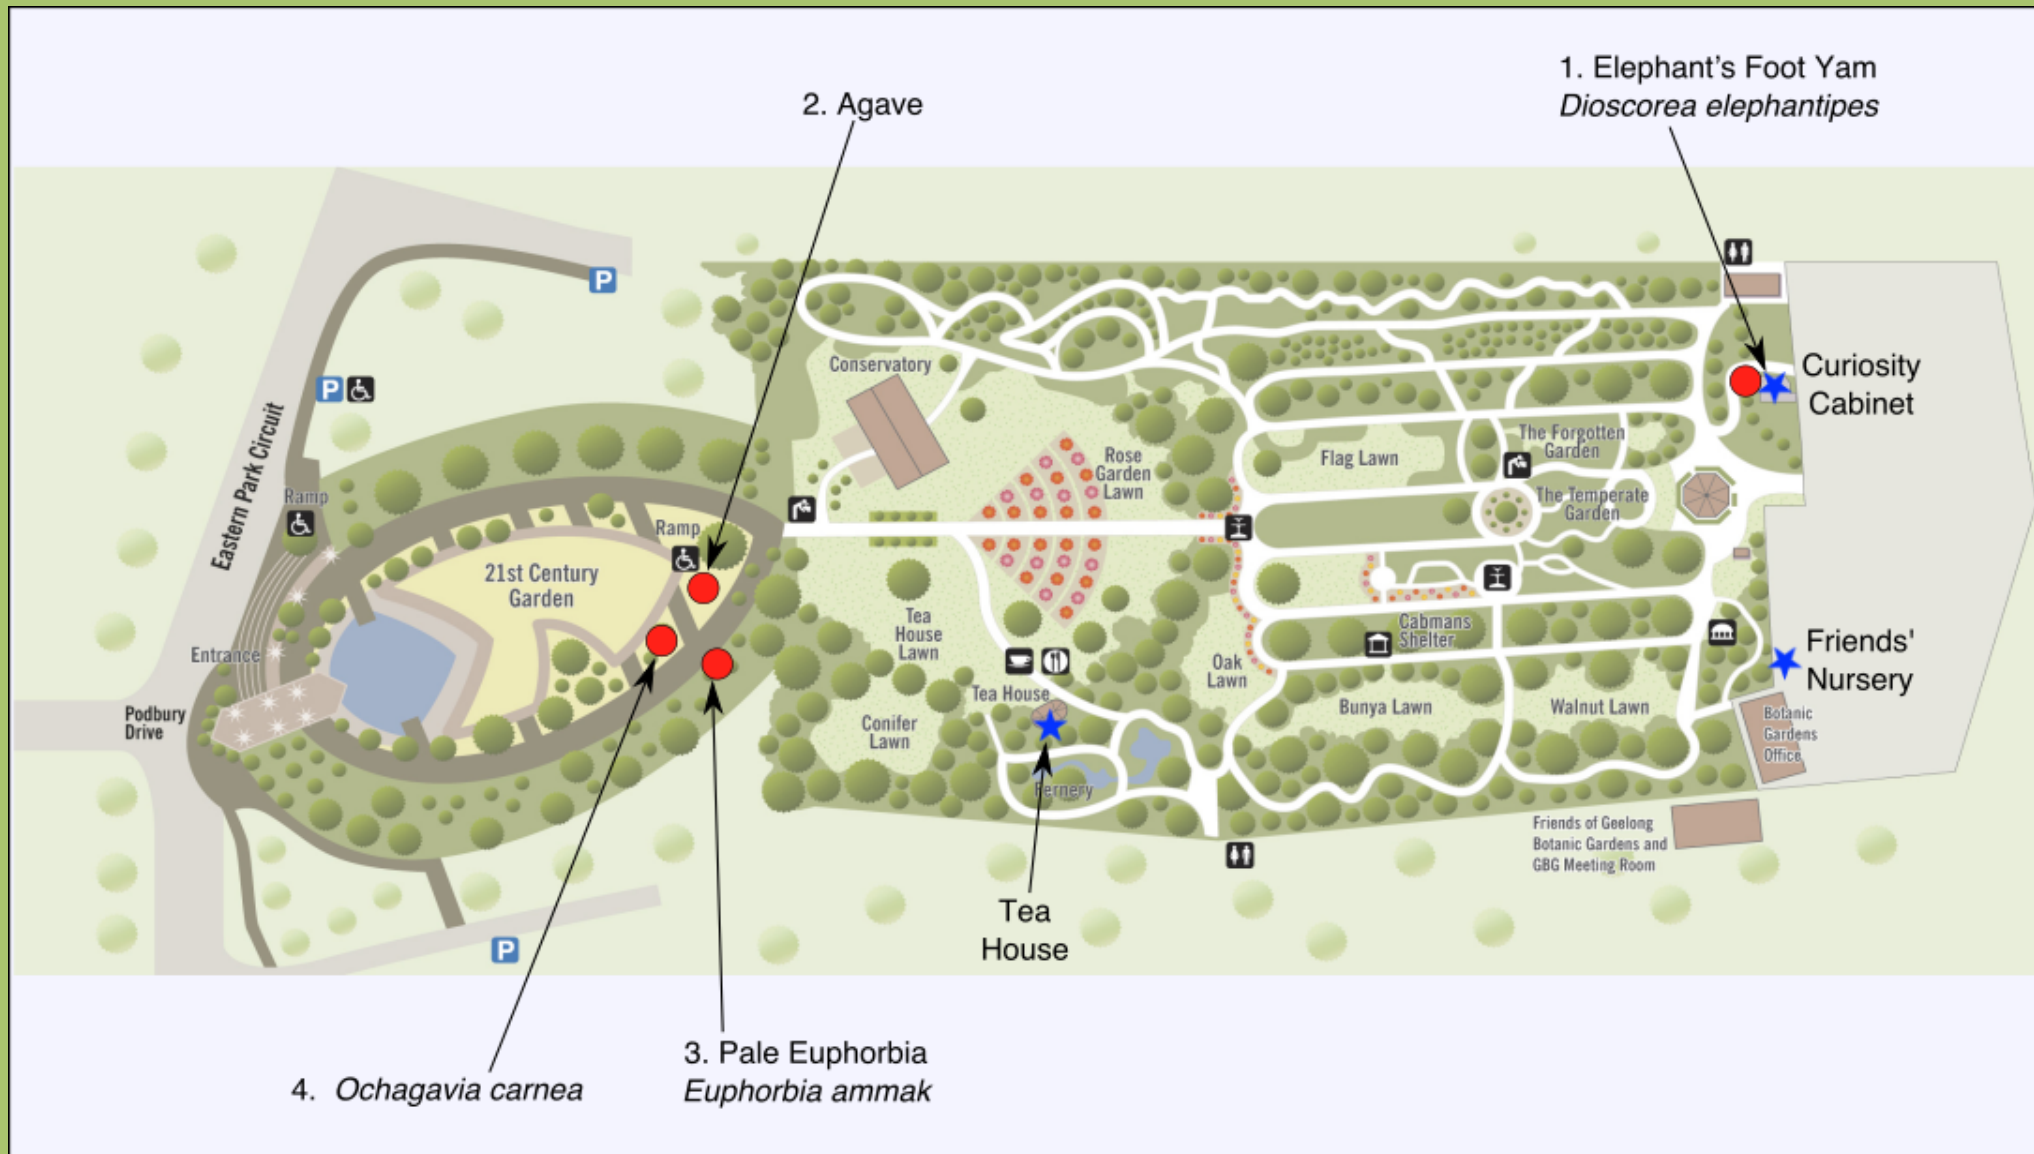 1. Elephant's Foot Yam
Dioscorea elephantipes
2. Agave
P
Curiosity
Cabinet
Conservatory
P
Eastern Park Circuit
Rose
Garden
Lawn
Flag Lawn
The Forgotten
Garden
Ramp
The Temperate
Garden
Ramp
21st Century
Garden
Tea
House
Lawn
Cabmans
Shelter
Entrance
Oak
Lawn
Friends'
Nursery
Tea House
Podbury
Drive
Conifer
Lawn
Bunya Lawn
Walnut Lawn
Botanic
Gardens
Office
Fernery
Friends of Geelong
Botanic Gardens and
GBG Meeting Room
Tea
House
P
3. Pale Euphorbia
Euphorbia ammak
4. Ochagavia carnea